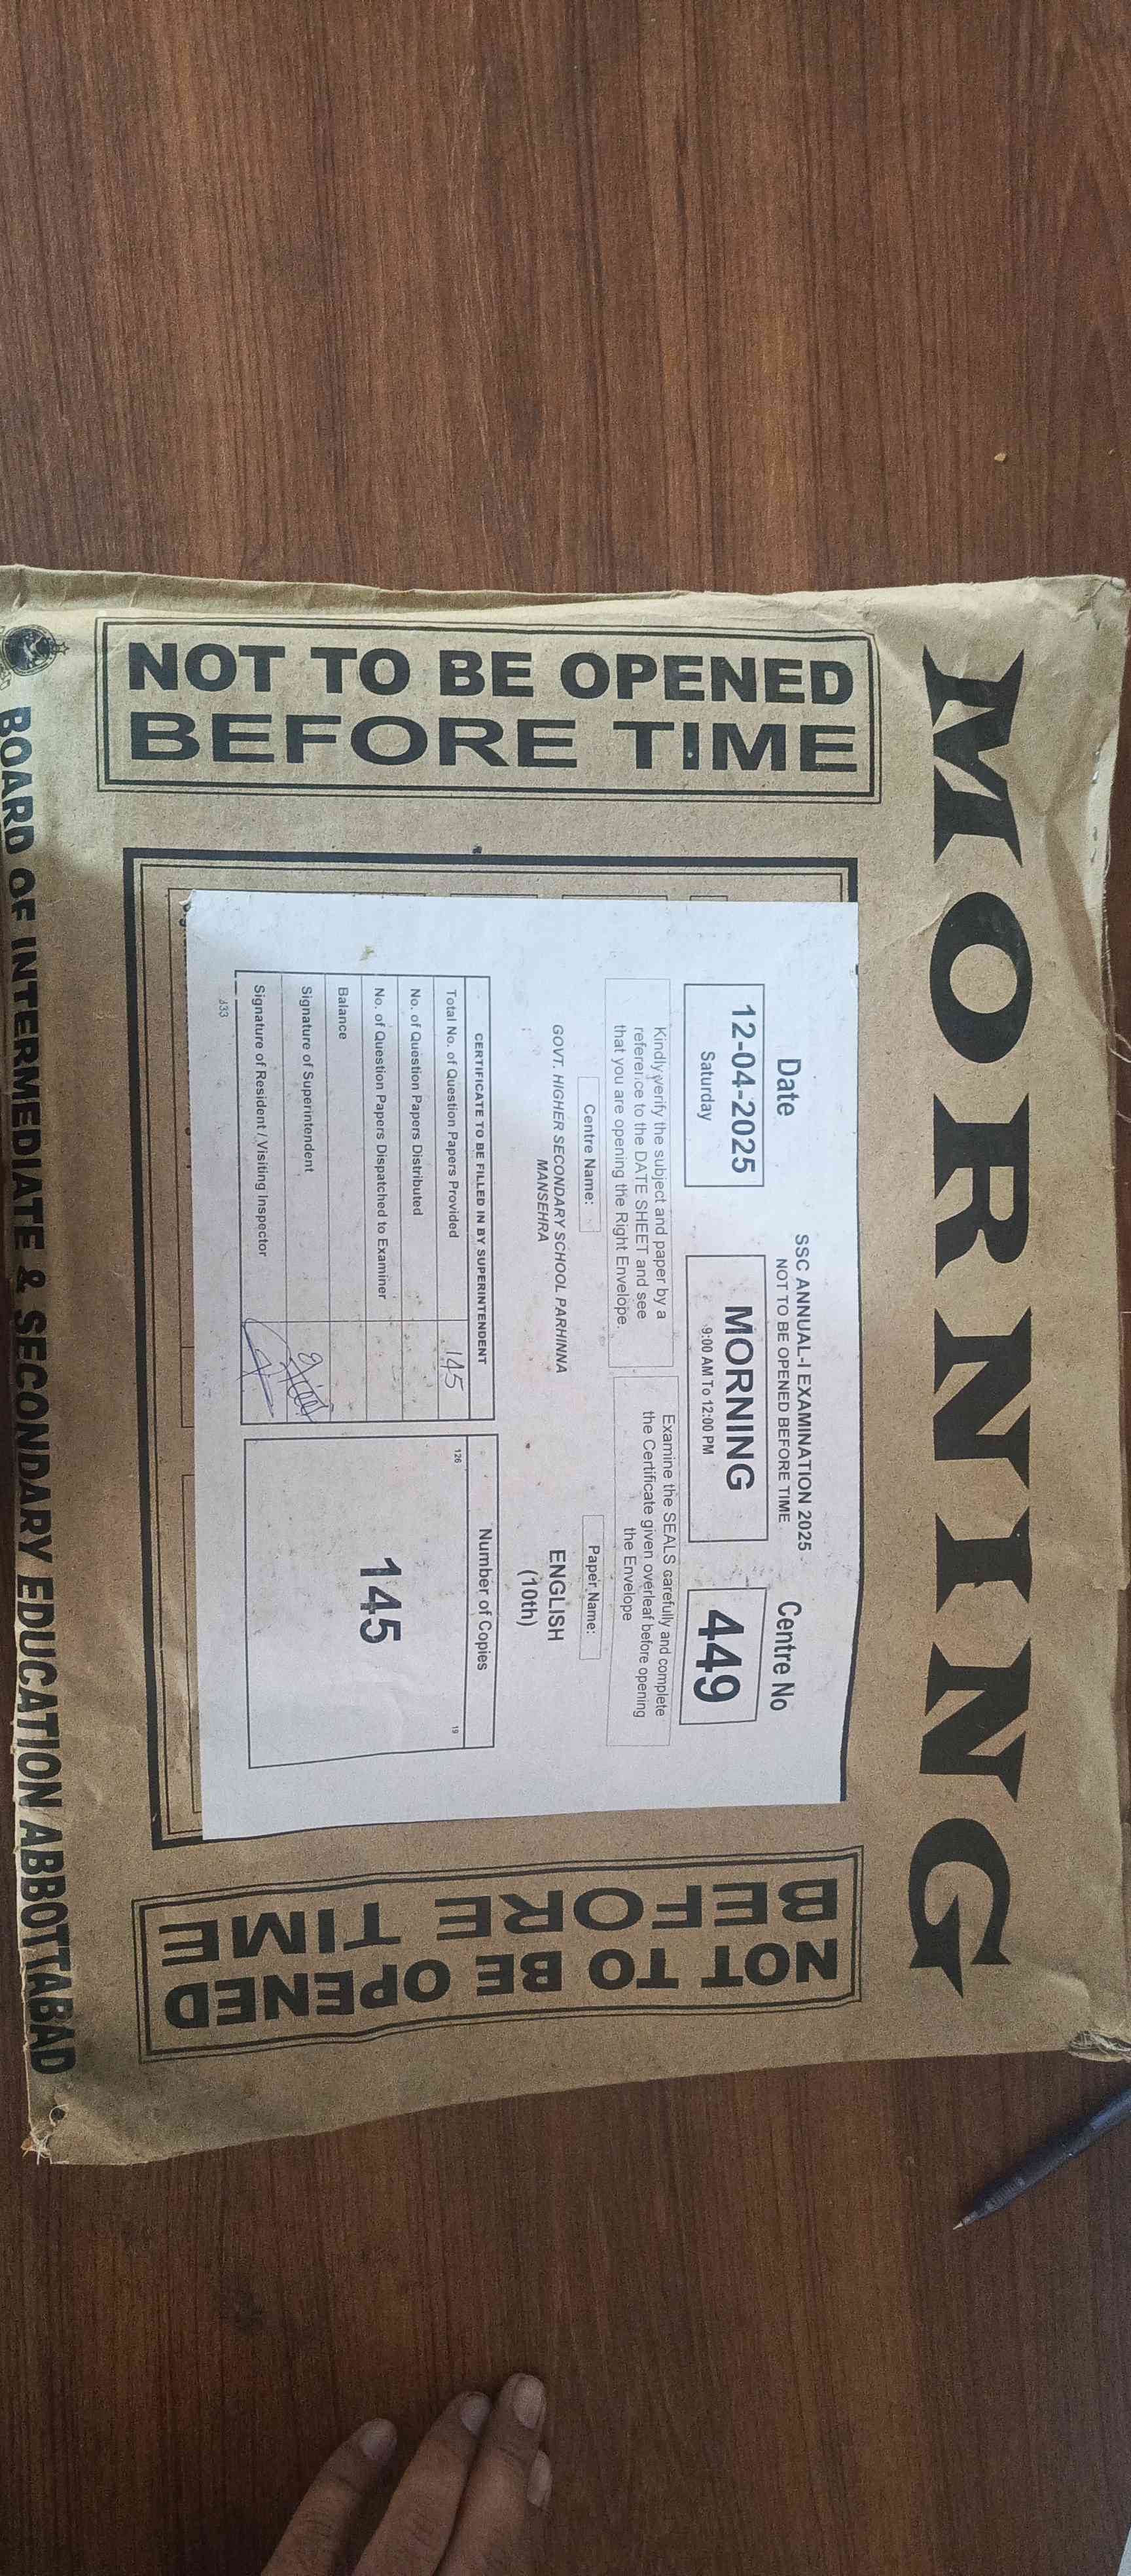 MORNING
NOT TO BE OPENED
BEFORE TIME
SSC ANNUAL-I EXAMINATION 2025
NOT TO BE OPENED BEFORE TIME
Date
12-04-2025
Saturday
MORNING
9:00 AM To 12:00 PM
Centre No
449
Kindly verify the subject and paper by a
reference to the DATE SHEET and see
that you are opening the Right Envelope.
Examine the SEALS carefully and complete
the Certificate given overleaf before opening
the Envelope
Centre Name:
GOVT. HIGHER SECONDARY SCHOOL PARHINNA
MANSEHRA
Paper Name:
ENGLISH
(10th)
CERTIFICATE TO BE FILLED IN BY SUPERINTENDENT
Total No. of Question Papers Provided 145
No. of Question Papers Distributed
No. of Question Papers Dispatched to Examiner
Balance
Signature of Superintendent
Signature of Resident / Visiting Inspector
Number of Copies
126
19
145
NOT TO BE OPENED
BEFORE TIME
BOARD OF INTERMEDIATE & SECONDARY EDUCATION ABBOTTABAD